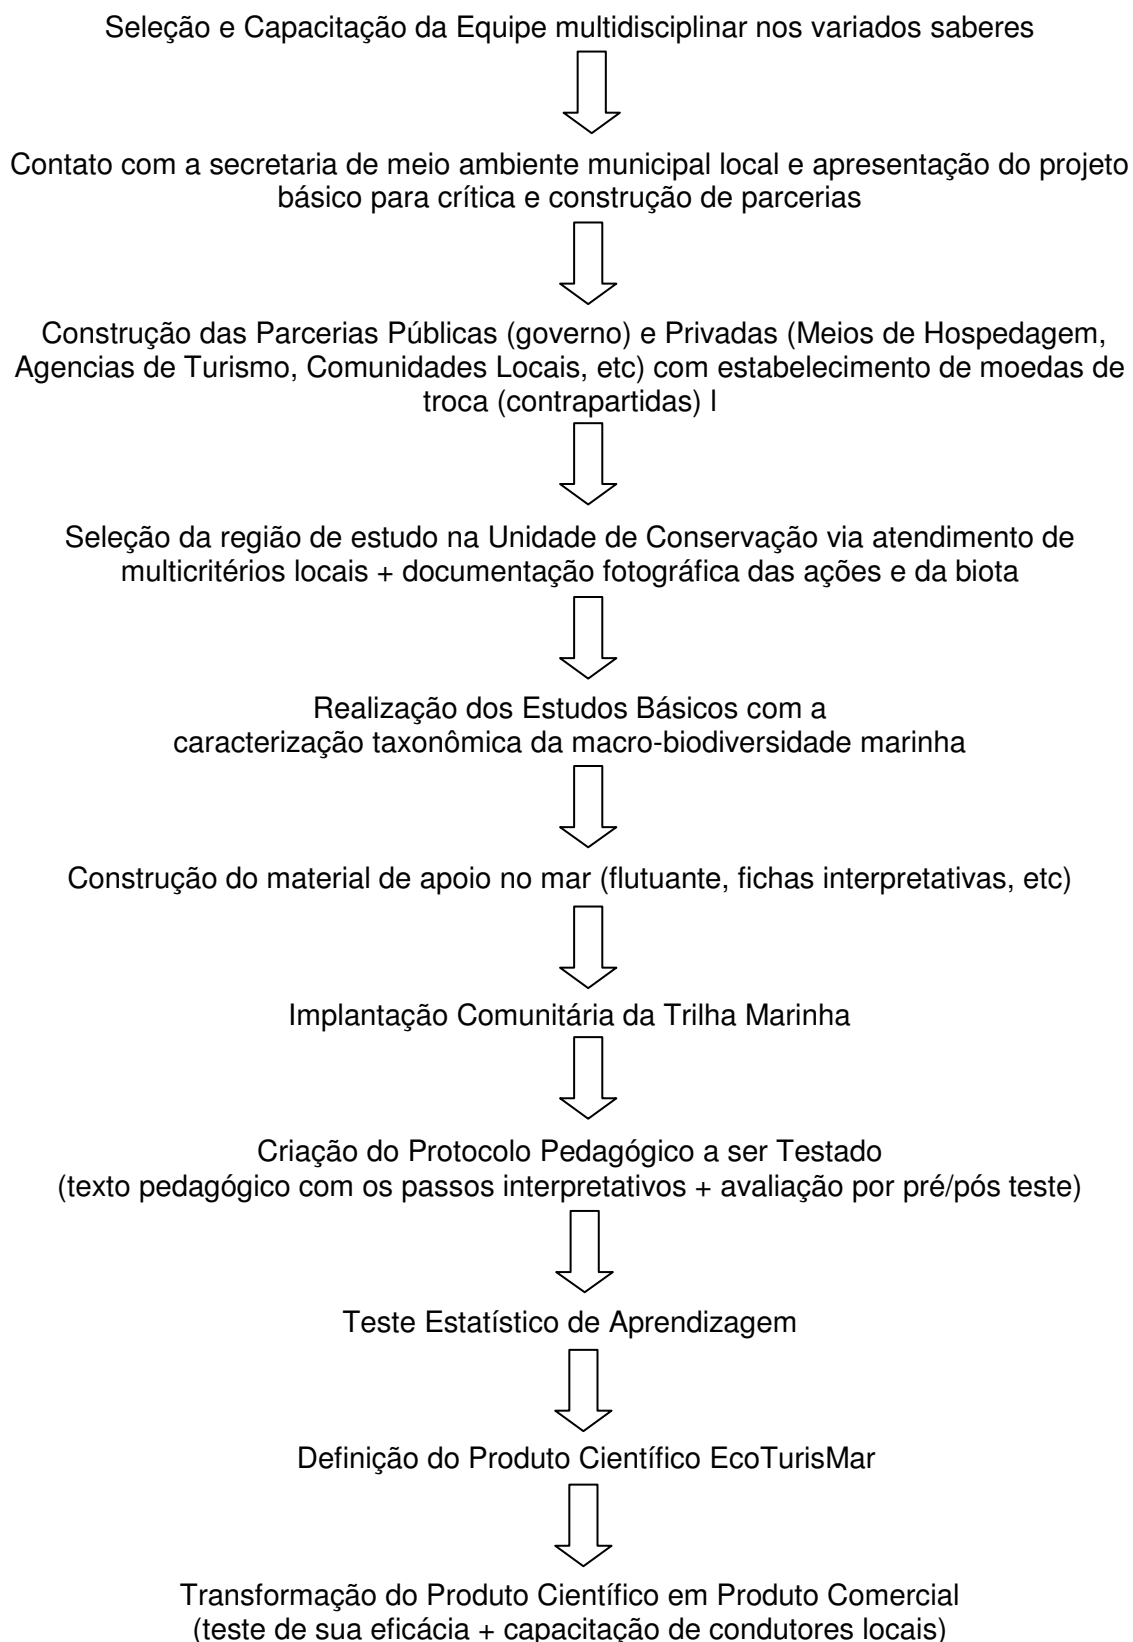 Seleção e Capacitação da Equipe multidisciplinar nos variados saberes
Contato com a secretaria de meio ambiente municipal local e apresentação do projeto
básico para crítica e construção de parcerias
Construção das Parcerias Públicas (governo) e Privadas (Meios de Hospedagem,
Agencias de Turismo, Comunidades Locais, etc) com estabelecimento de moedas de
troca (contrapartidas) l
Seleção da região de estudo na Unidade de Conservação via atendimento de
multicritérios locais + documentação fotográfica das ações e da biota
Realização dos Estudos Básicos com a
caracterização taxonômica da macro-biodiversidade marinha
Construção do material de apoio no mar (flutuante, fichas interpretativas, etc)
Implantação Comunitária da Trilha Marinha
Criação do Protocolo Pedagógico a ser Testado
(texto pedagógico com os passos interpretativos + avaliação por pré/pós teste)
Teste Estatístico de Aprendizagem
Definição do Produto Científico EcoTurisMar
Transformação do Produto Científico em Produto Comercial
(teste de sua eficácia + capacitação de condutores locais)